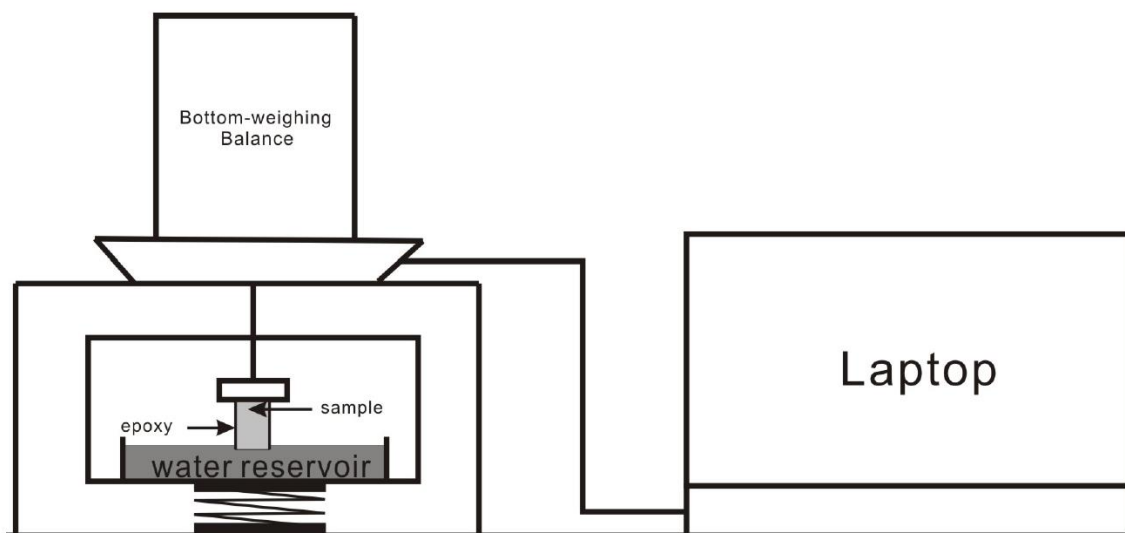 Bottom-weighing
Balance
Laptop
sample
epoxy
water reservoir